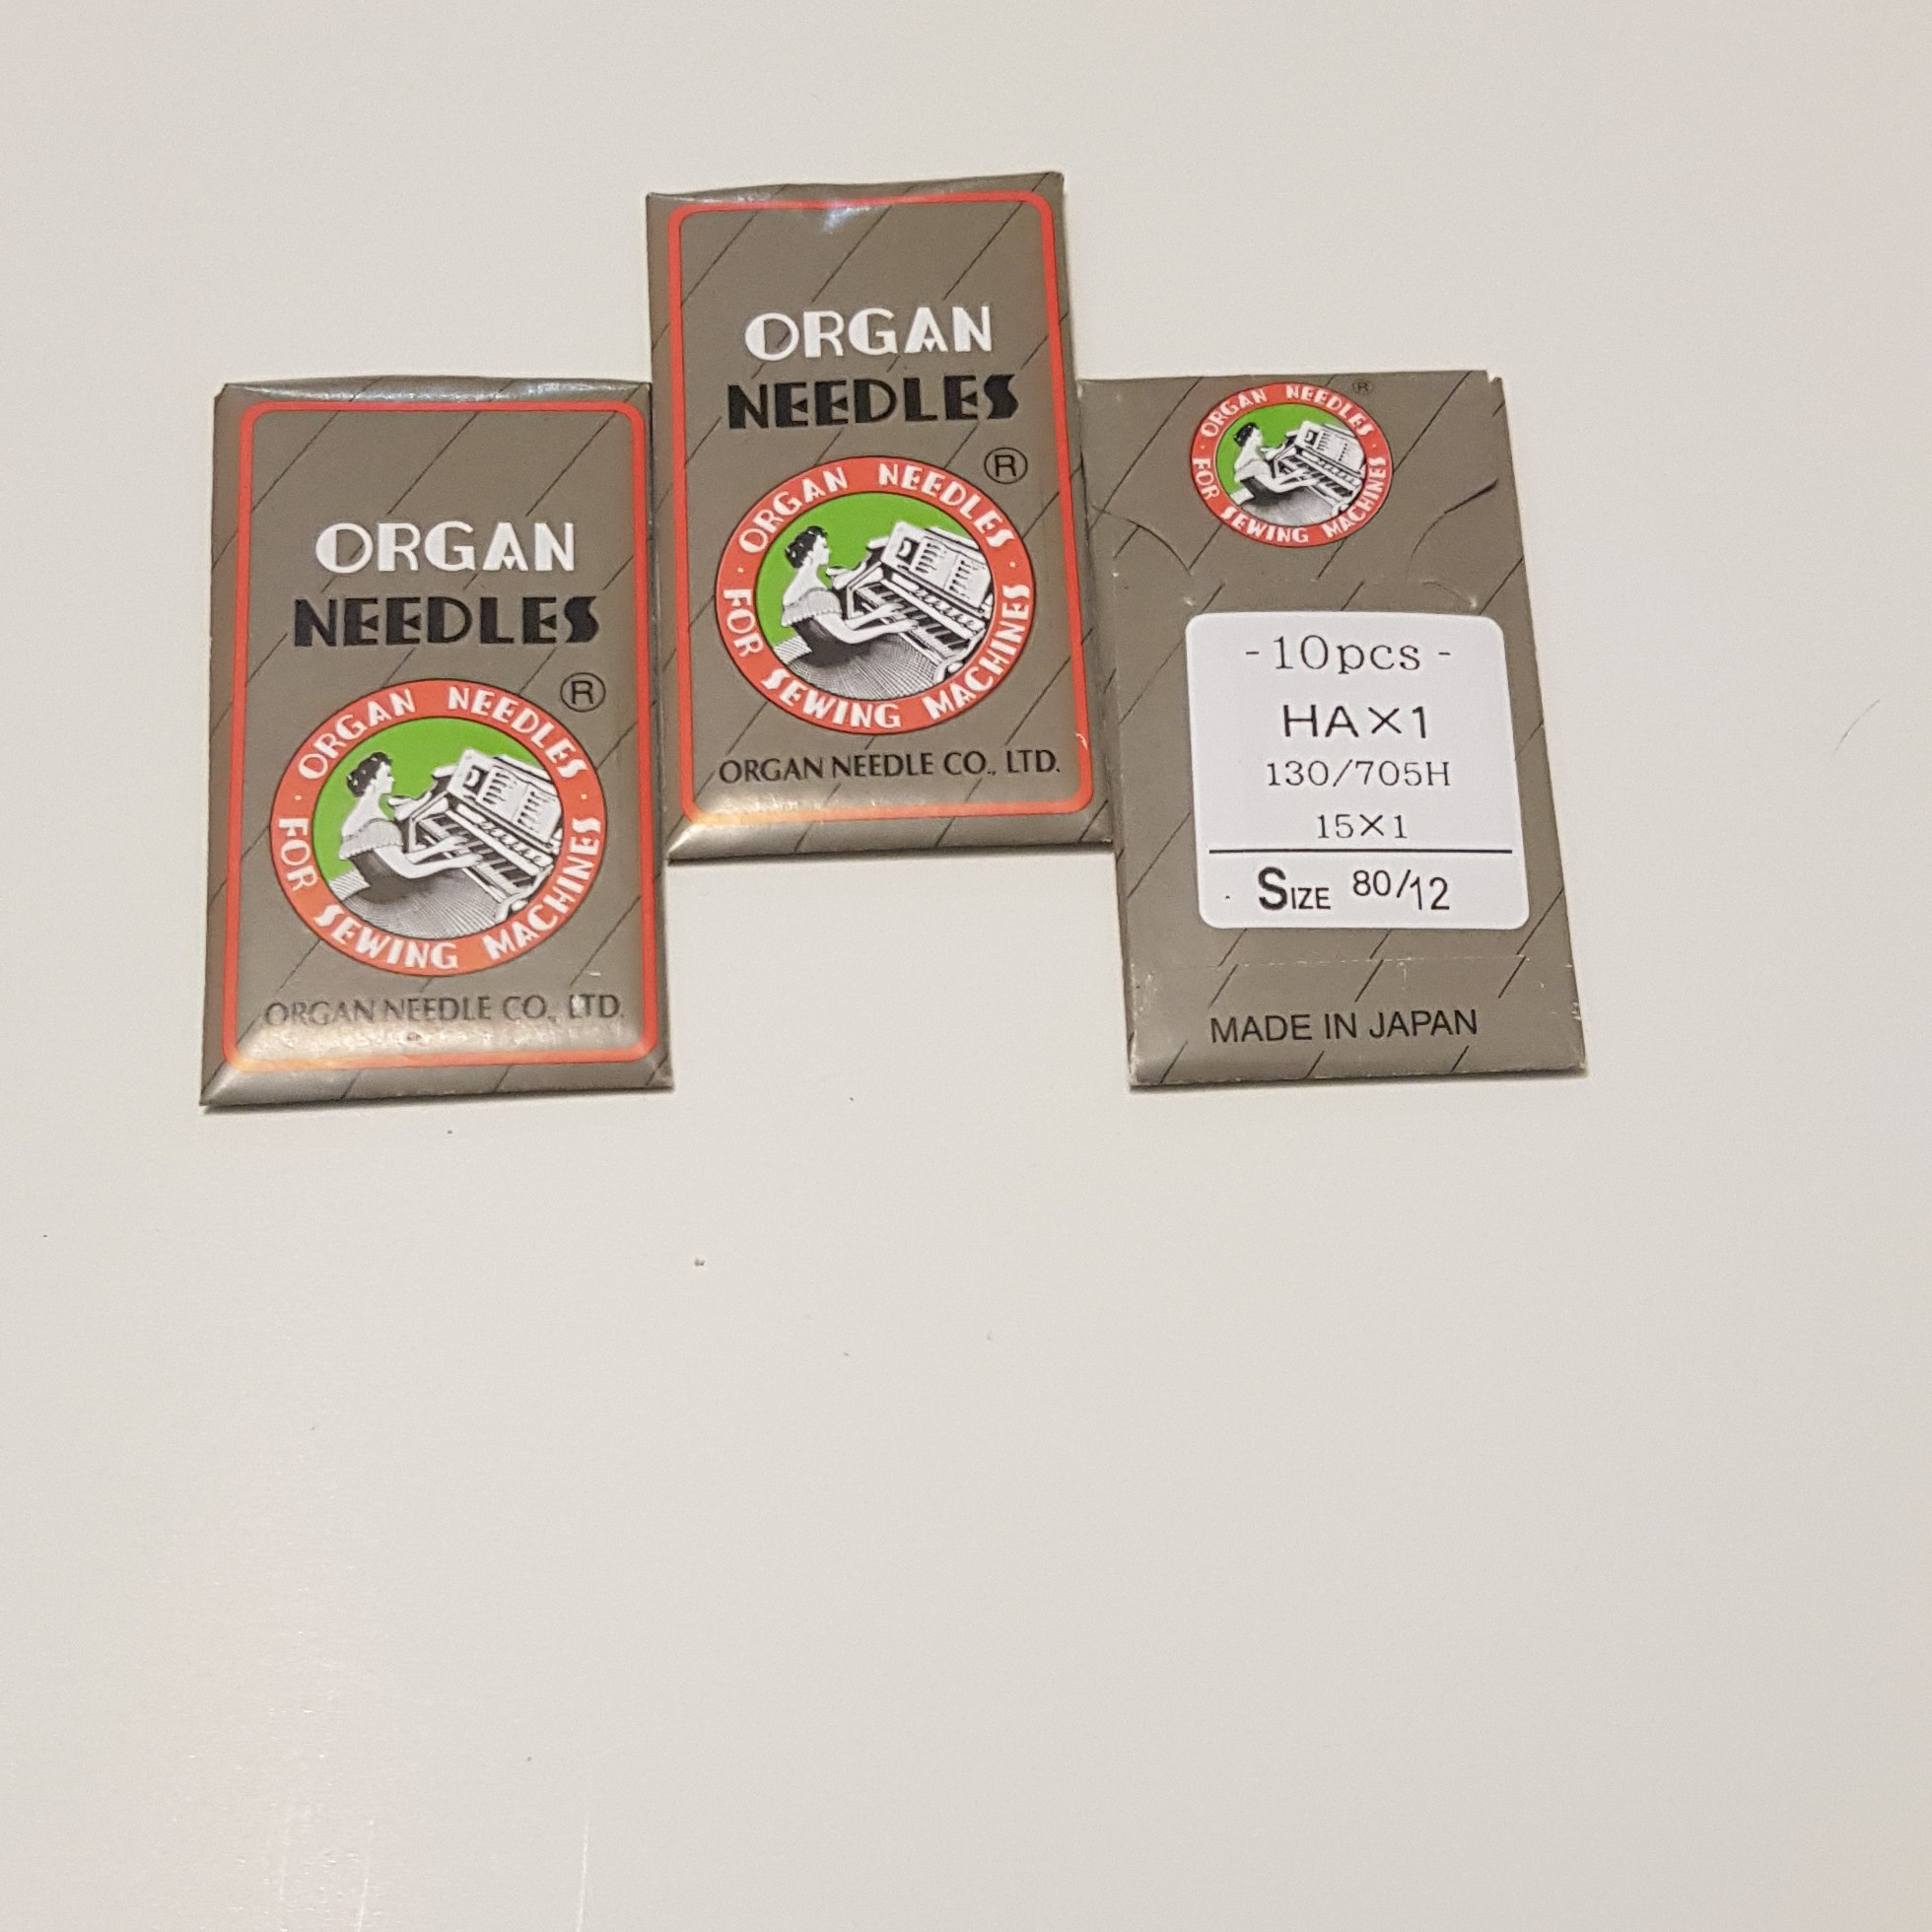 ORGAN
NEEDLES
®
ORGAN NEEDLES
· FOR SEWING MACHINES ·
ORGAN NEEDLE CO., LTD.
ORGAN
NEEDLES
®
ORGAN NEEDLES
· FOR SEWING MACHINES ·
ORGAN NEEDLE CO., LTD.
®
ORGAN NEEDLES
· FOR SEWING MACHINES ·
-10pcs-
HA×1
130/705H
15×1
SIZE 80/12
MADE IN JAPAN